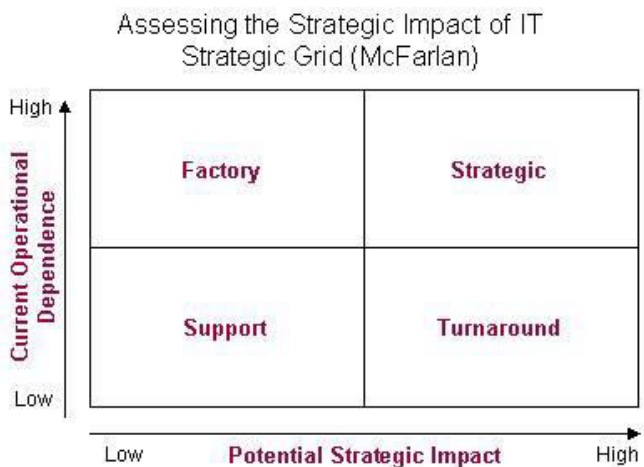 Assessing the Strategic Impact of IT
Strategic Grid (McFarlan)
High
Factory
Strategic
Current Operational
Dependence
Support
Turnaround
Low
Low
Potential Strategic Impact
High